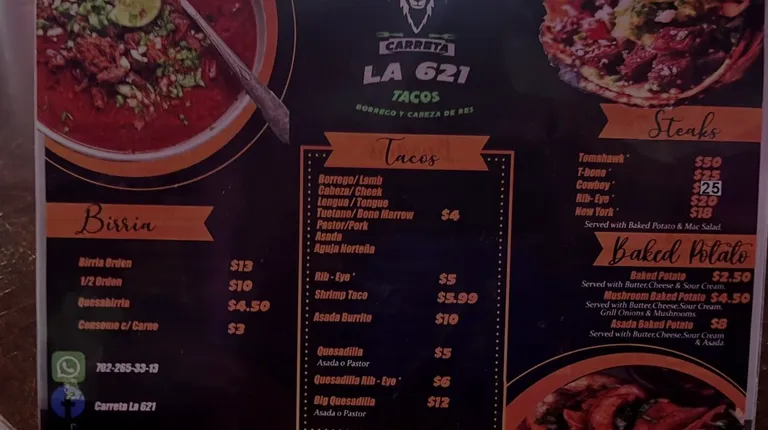 CARRETA
LA 621
TACOS
BORREGO Y CABEZA DE RES
Birria
Birria Orden $13
1/2 Orden $10
Quesabirria $4.50
Consome c/ Carne $3
702-265-33-13
Carreta La 621
Tacos
Borrego/ Lamb
Cabeza/ Cheek
Lengua / Tongue
Tuetano/ Bone Marrow $4
Pastor/Pork
Asada
Aguja Norteña
Rib - Eye * $5
Shrimp Taco $5.99
Asada Burrito $10
Quesadilla $5
Asada o Pastor
Quesadilla Rib - Eye * $6
Big Quesadilla $12
Asada o Pastor
Steaks
Tomahawk * $50
T-bone * $25
Cowboy * $25
Rib- Eye * $20
New York * $18
Served with Baked Potato & Mac Salad.
Baked Potato
Baked Potato $2.50
Served with Butter,Cheese & Sour Cream.
Mushroom Baked Potato $4.50
Served with Butter,Cheese,Sour Cream.
Grill Onions & Mushrooms.
Asada Baked Potato $8
Served with Butter,Cheese,Sour Cream
& Asada.